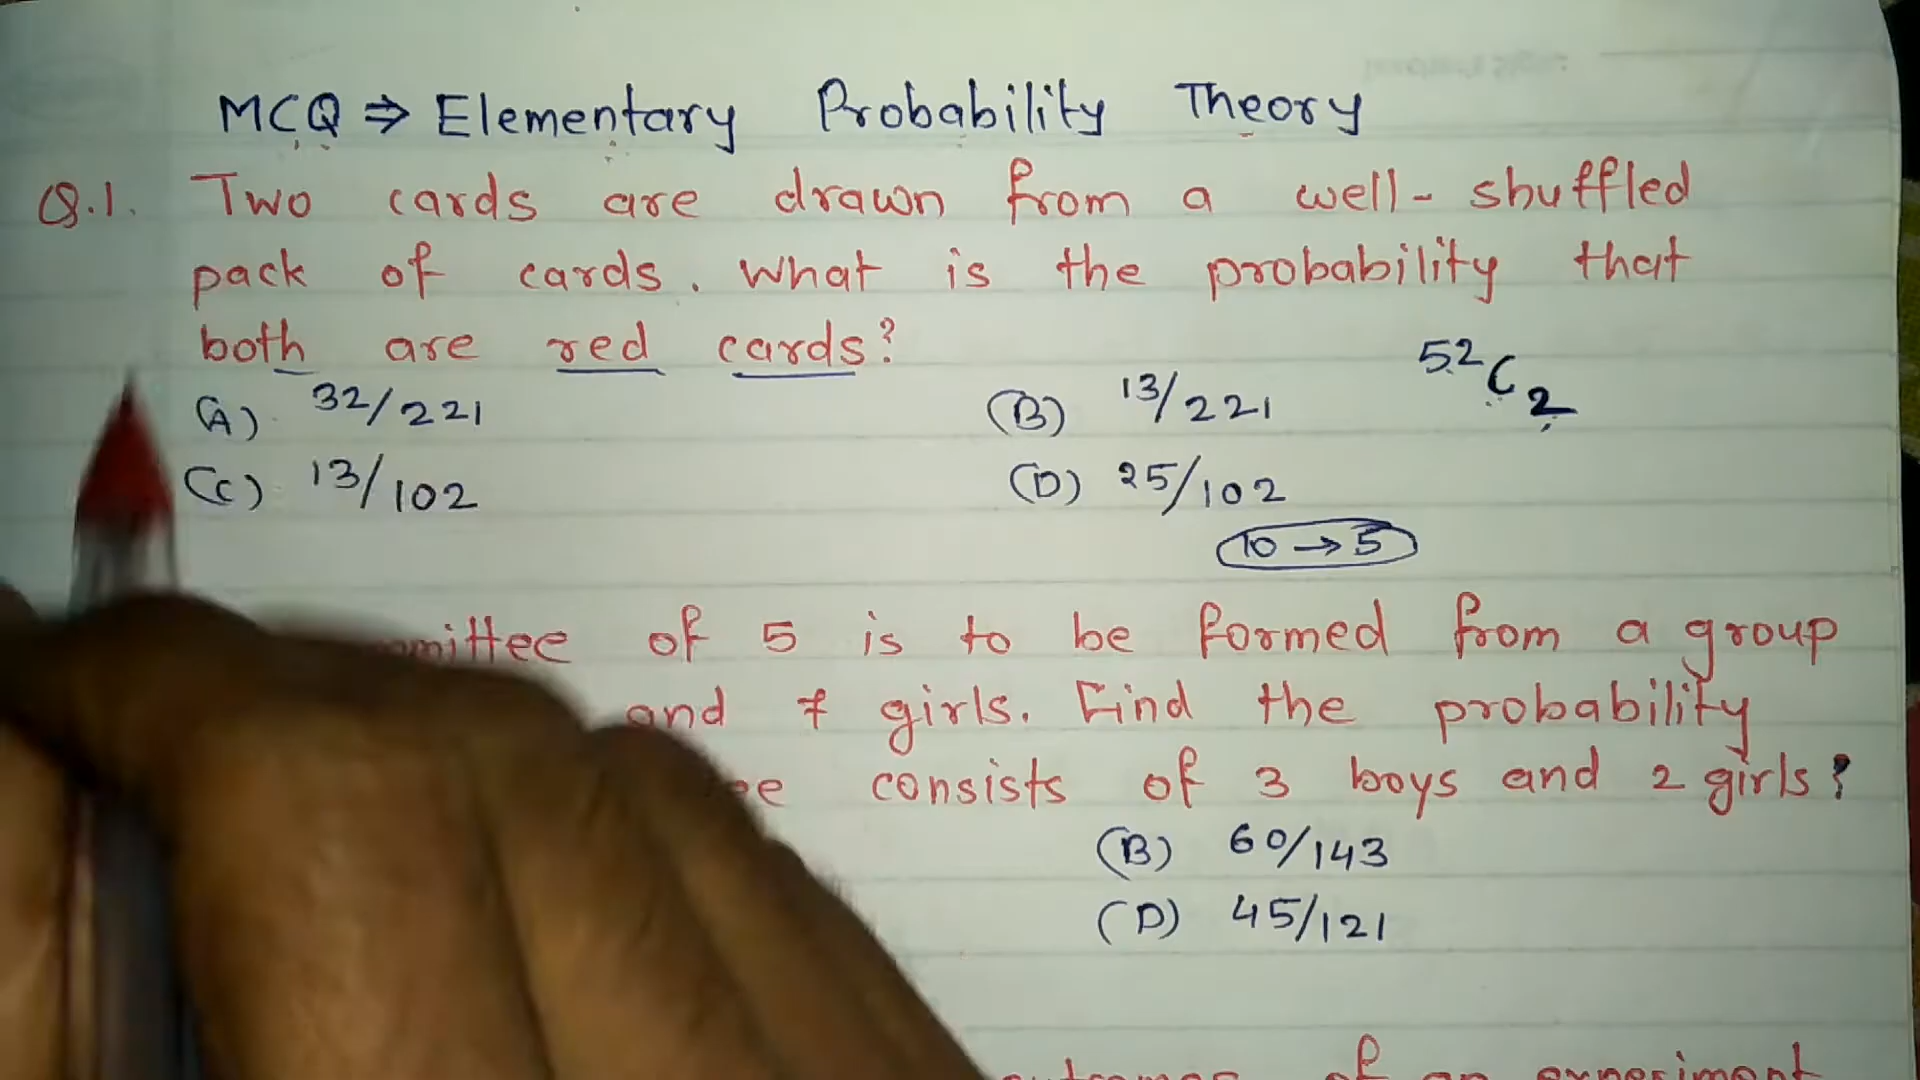 MCQ ⇒ Elementary Probability Theory
Q.1. Two cards are drawn from a well-shuffled
pack of cards. What is the probability that
both are red cards?
52C2
(A) 32/221 (B) 13/221
(C) 13/102 (D) 25/102
10 → 5
of 5 is to be formed from a group
and 7 girls. Find the probability
consists of 3 boys and 2 girls?
(B) 60/143
(D) 45/121
of an experiment